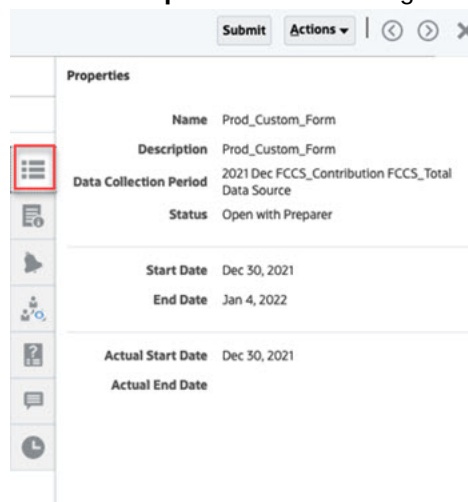 Submit Actions
Properties
Name Prod_Custom_Form
Description Prod_Custom_Form
Data Collection Period 2021 Dec FCCS_Contribution FCCS_Total
Data Source
Status Open with Preparer
Start Date Dec 30, 2021
End Date Jan 4, 2022
Actual Start Date Dec 30, 2021
Actual End Date